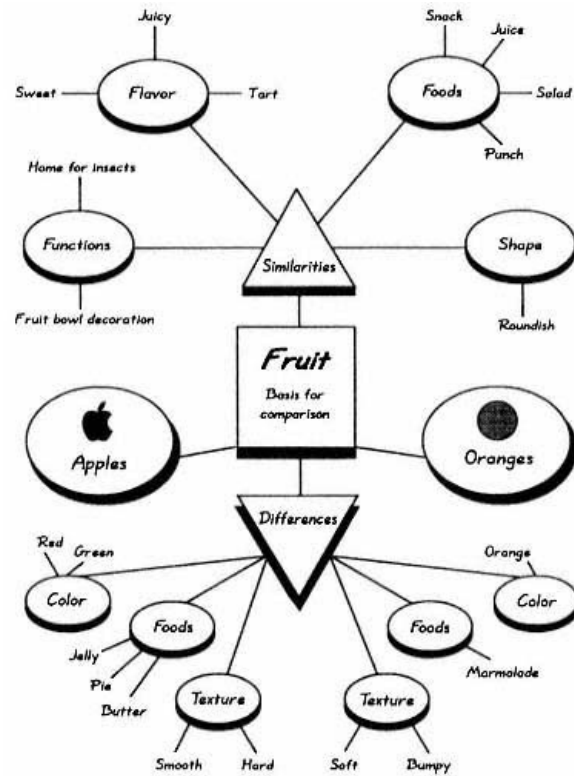 Juicy
Sweet
Flavor
Tart
Snack
Juice
Foods
Salad
Punch
Home for insects
Functions
Fruit bowl decoration
Similarities
Shape
Roundish
Fruit
Basis for
comparison
Apples
Oranges
Differences
Red
Green
Color
Foods
Jelly
Pie
Butter
Texture
Smooth
Hard
Orange
Color
Foods
Marmalade
Texture
Soft
Bumpy